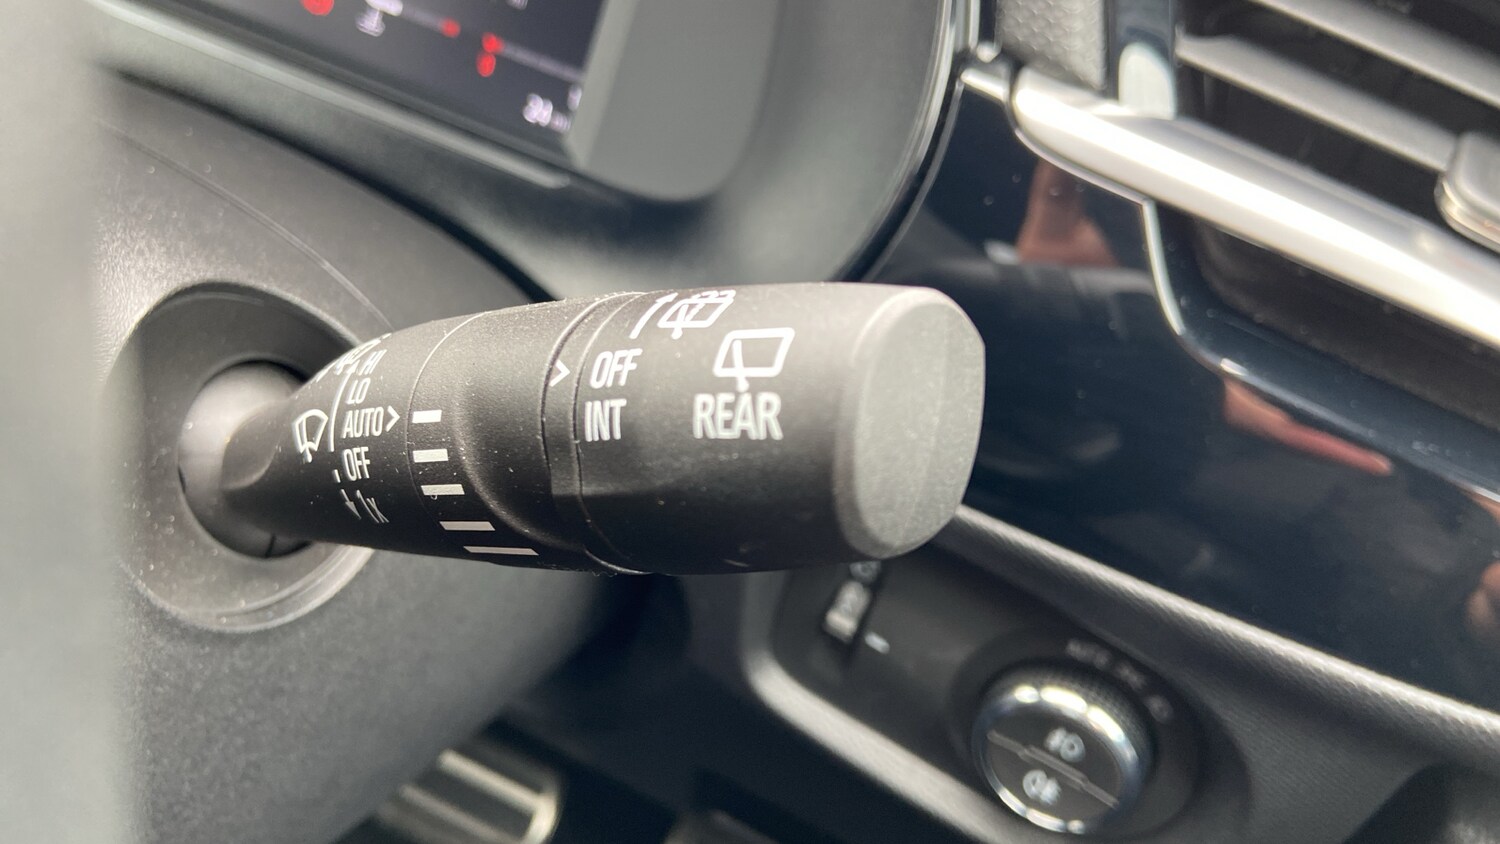 HI
LO
AUTO >
OFF
1x
> OFF
INT
REAR